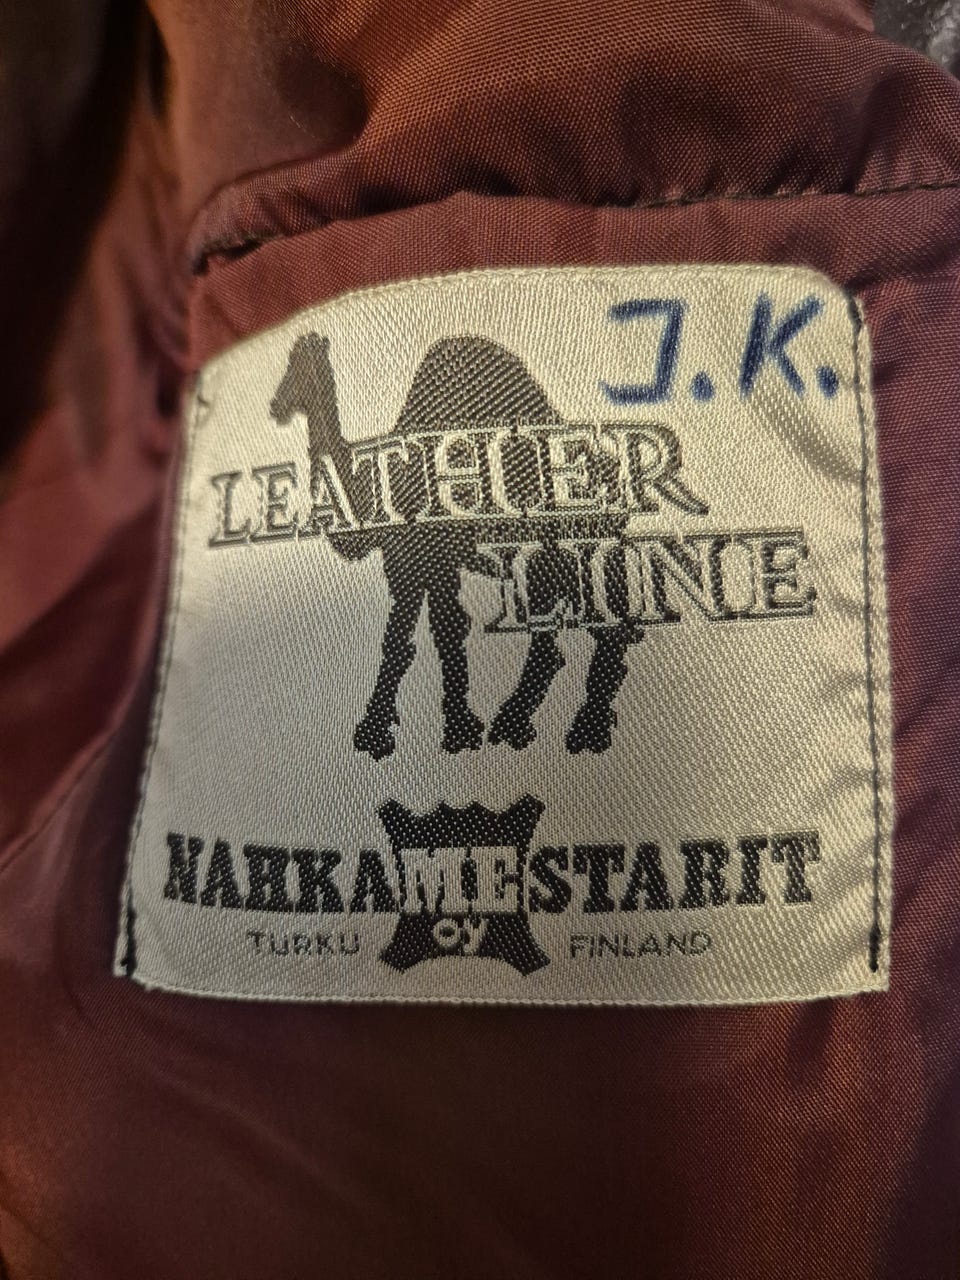 J.K.
LEATHER
LINE
NAHKAMESTARIT
OY
TURKU FINLAND